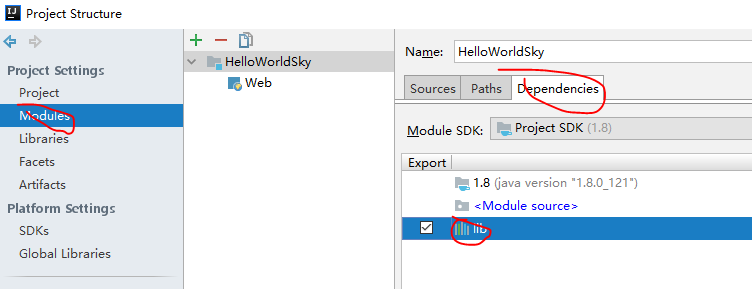 Project Structure
Project Settings
Project
Modules
Libraries
Facets
Artifacts
Platform Settings
SDKs
Global Libraries
HelloWorldSky
Web
Name: HelloWorldSky
Sources Paths Dependencies
Module SDK: Project SDK (1.8)
Export
1.8 (java version "1.8.0_121")
<Module source>
lib